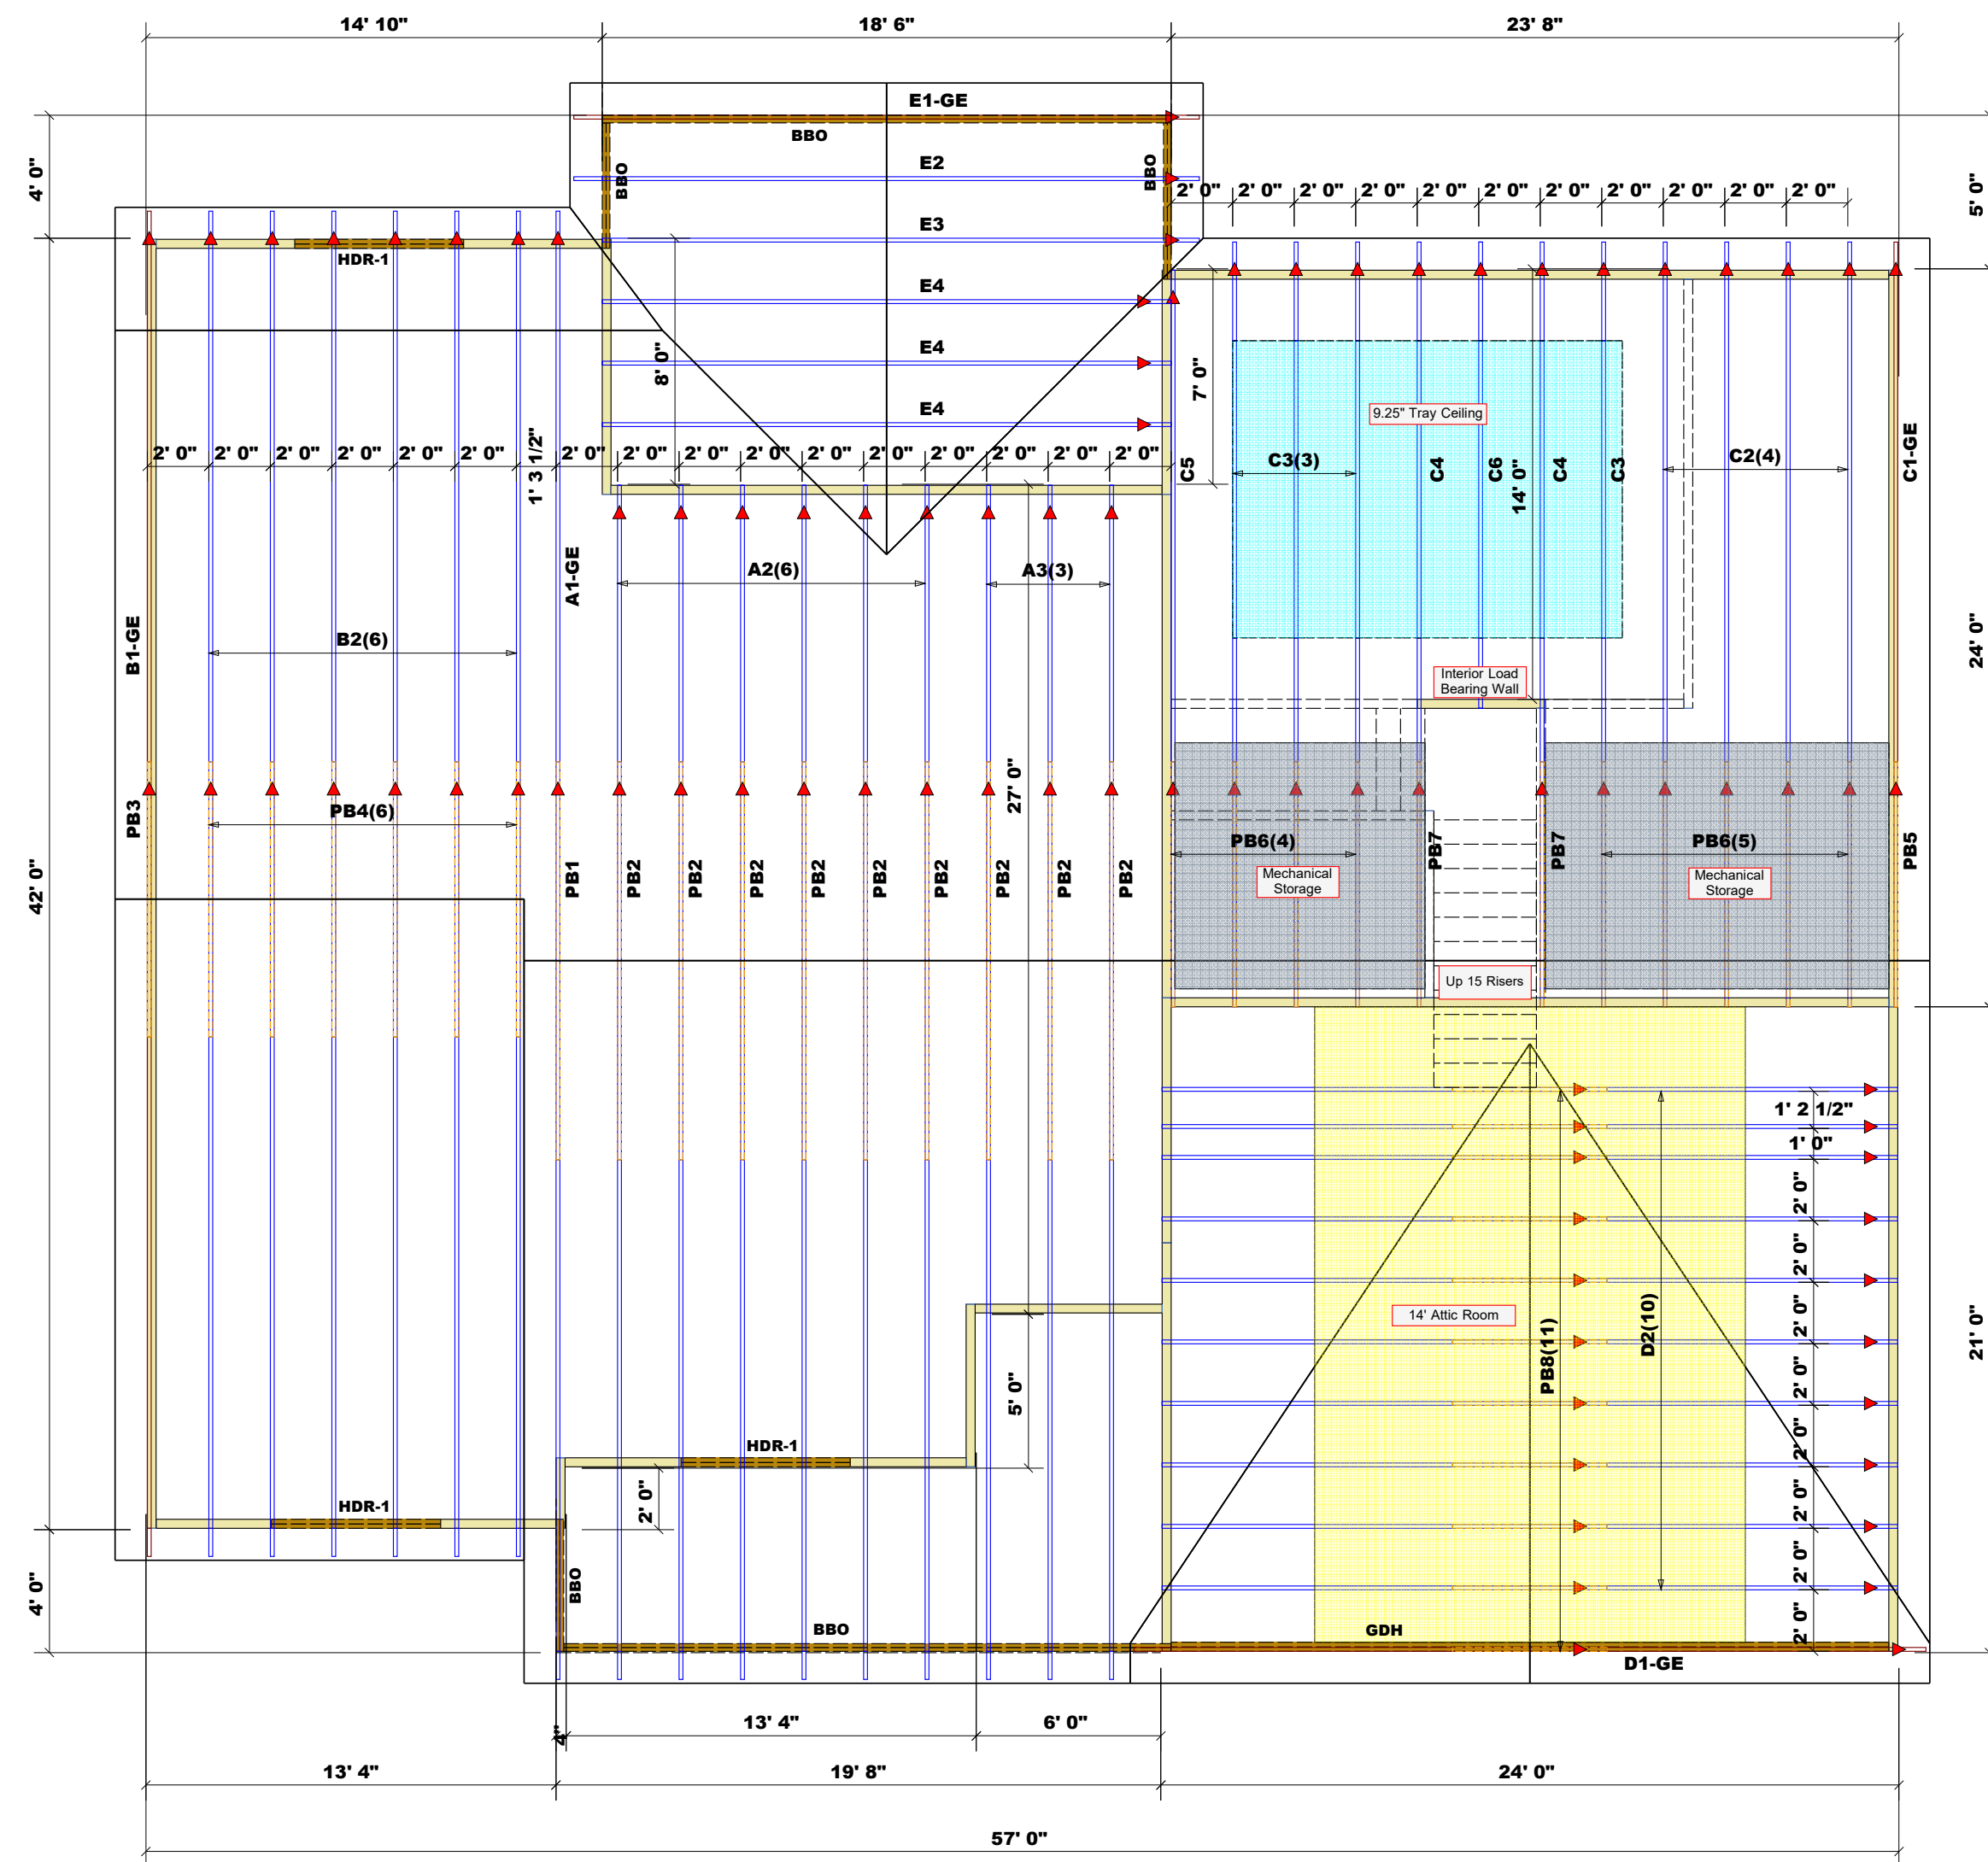 14' 10"
18' 6"
23' 8"
E1-GE
BBO
BBO
BBO
E2
E3
E4
E4
E4
4' 0"
5' 0"
2' 0" 2' 0" 2' 0" 2' 0" 2' 0" 2' 0" 2' 0" 2' 0" 2' 0" 2' 0" 2' 0"
HDR-1
8' 0"
7' 0"
9.25" Tray Ceiling
2' 0" 2' 0" 2' 0" 2' 0" 2' 0" 2' 0" 1' 3 1/2" 2' 0" 2' 0" 2' 0" 2' 0" 2' 0" 2' 0" 2' 0" 2' 0" 2' 0" 2' 0"
C5
C3(3)
C4
C6
14' 0"
C4
C3
C2(4)
C1-GE
A1-GE
A2(6)
A3(3)
B1-GE
B2(6)
24' 0"
Interior Load
Bearing Wall
27' 0"
PB3
PB4(6)
42' 0"
PB1
PB2
PB2
PB2
PB2
PB2
PB2
PB2
PB2
PB2
PB6(4)
PB7
PB7
PB6(5)
PB5
Mechanical
Storage
Mechanical
Storage
Up 15 Risers
1' 2 1/2"
1' 0"
2' 0"
2' 0"
2' 0"
2' 0"
2' 0"
2' 0"
2' 0"
2' 0"
14' Attic Room
PB8(11)
D2(10)
21' 0"
5' 0"
HDR-1
2' 0"
HDR-1
4' 0"
BBO
BBO
GDH
D1-GE
4"
13' 4"
6' 0"
13' 4"
19' 8"
24' 0"
57' 0"